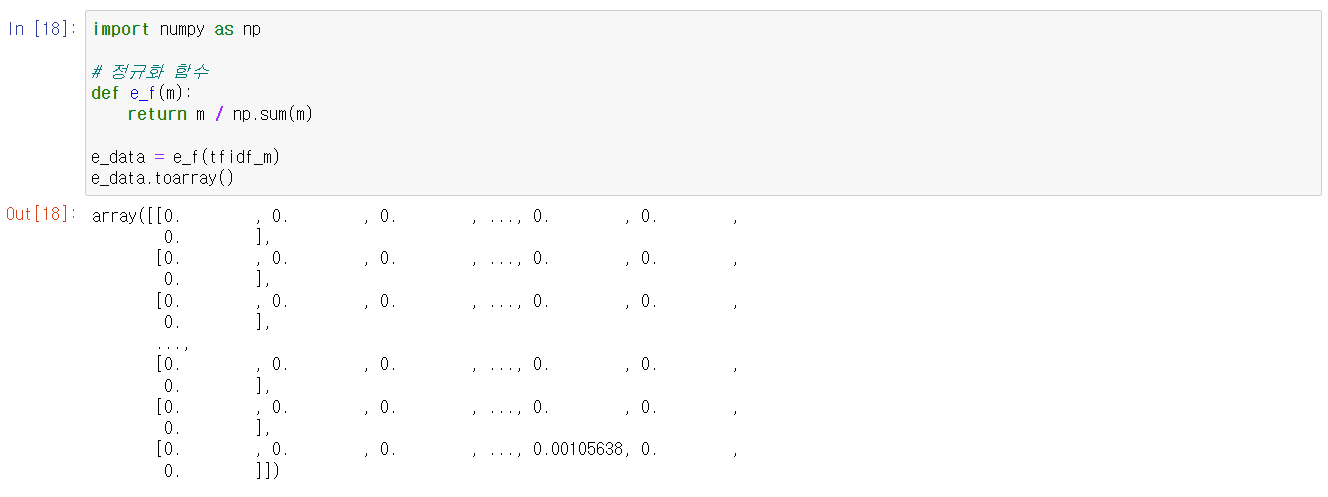 In [18]: import numpy as np
# 정규화 함수
def e_f(m):
    return m / np.sum(m)
e_data = e_f(tfidf_m)
e_data.toarray()
Out[18]: array([[0.        , 0.        , 0.        , ..., 0.        , 0.        ,
        0.        ],
       [0.        , 0.        , 0.        , ..., 0.        , 0.        ,
        0.        ],
       [0.        , 0.        , 0.        , ..., 0.        , 0.        ,
        0.        ],
       ...,
       [0.        , 0.        , 0.        , ..., 0.        , 0.        ,
        0.        ],
       [0.        , 0.        , 0.        , ..., 0.        , 0.        ,
        0.        ],
       [0.        , 0.        , 0.        , ..., 0.00105638, 0.        ,
        0.        ]])